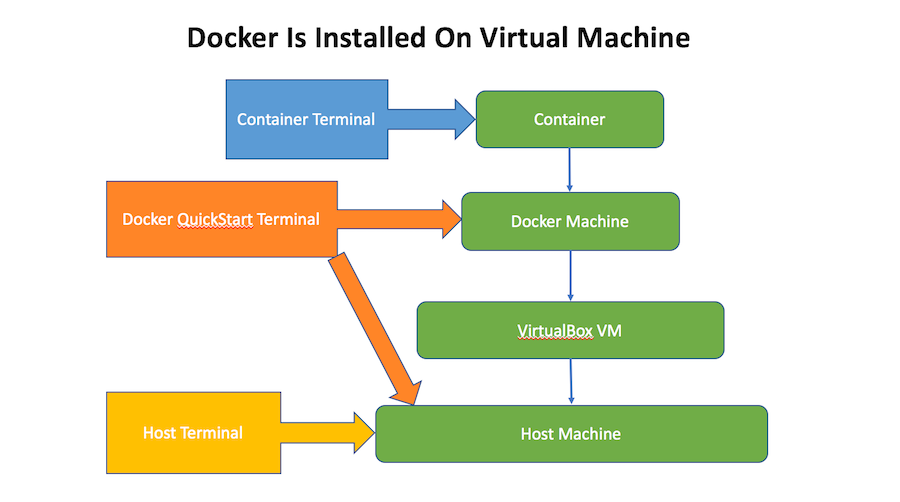 Docker Is Installed On Virtual Machine
Container Terminal
Container
Docker QuickStart Terminal
Docker Machine
VirtualBox VM
Host Terminal
Host Machine